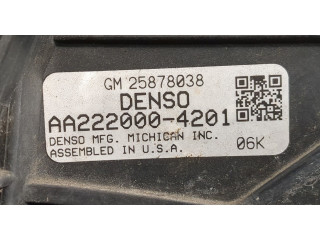 GM 25878038
DENSO
AA222000-4201
DENSO MFG. MICHIGAN INC.
ASSEMBLED IN U.S.A.
06K